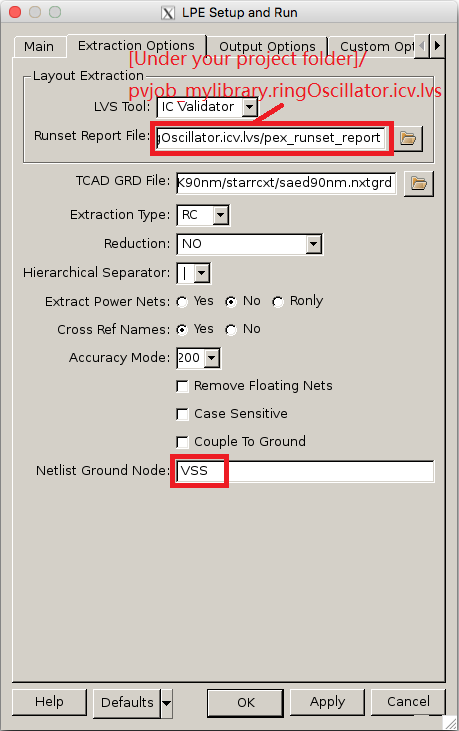 LPE Setup and Run
Main
Extraction Options
Output Options
Custom Opt
[Under your project folder]/
pvjob_mylibrary.ringOscillator.icv.lvs
Layout Extraction
LVS Tool: IC Validator
Runset Report File: gOscillator.icv.lvs/pex_runset_report
TCAD GRD File: K90nm/starrcxt/saed90nm.nxtgrd
Extraction Type: RC
Reduction: NO
Hierarchical Separator: |
Extract Power Nets: Yes No Ronly
Cross Ref Names: Yes No
Accuracy Mode: 200
Remove Floating Nets
Case Sensitive
Couple To Ground
Netlist Ground Node: VSS
Help Defaults OK Apply Cancel